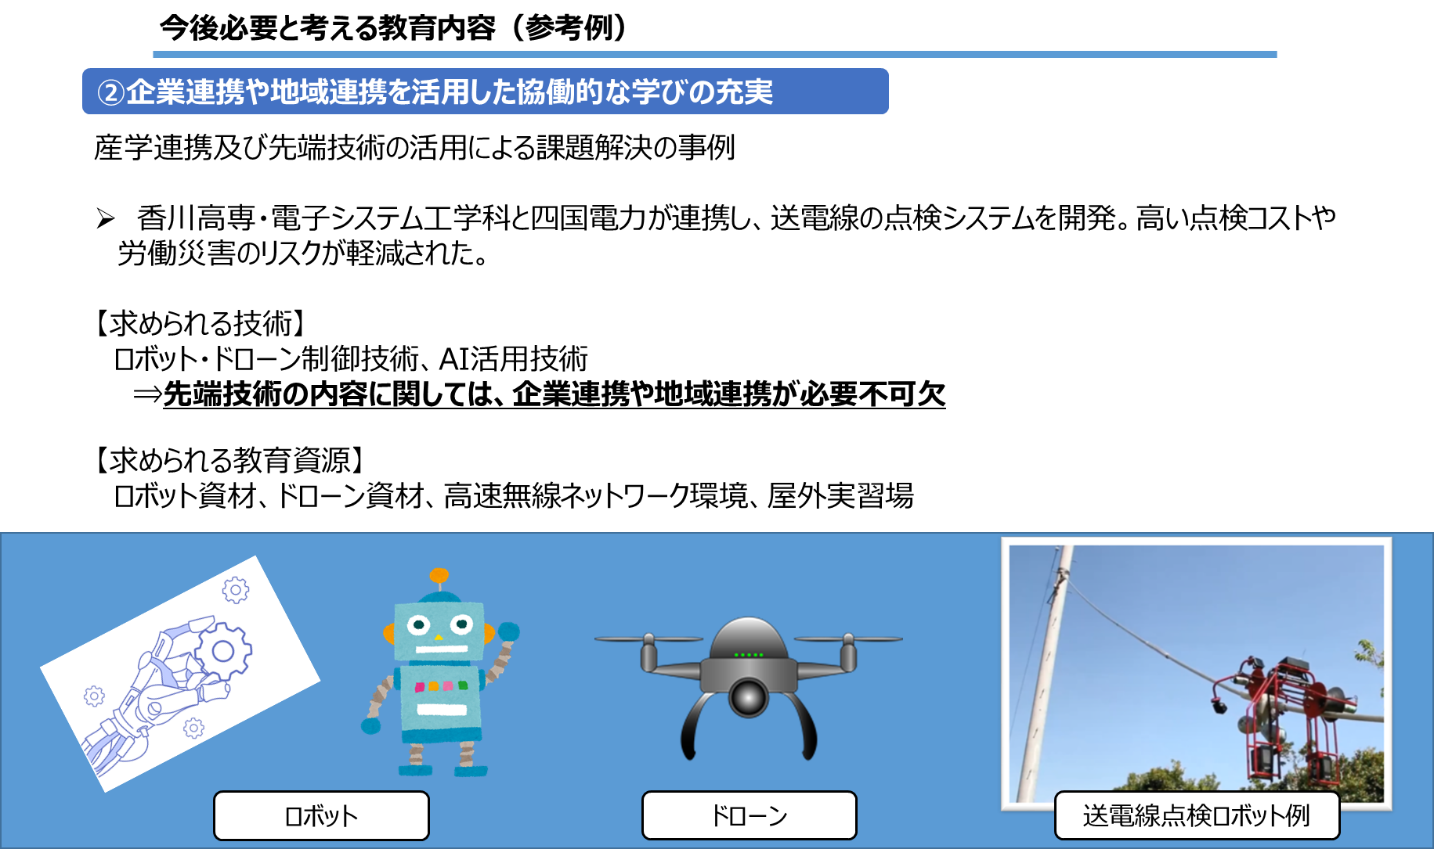 今後必要と考える教育内容（参考例）
②企業連携や地域連携を活用した協働的な学びの充実
産学連携及び先端技術の活用による課題解決の事例
➢ 香川高専・電子システム工学科と四国電力が連携し、送電線の点検システムを開発。高い点検コストや
労働災害のリスクが軽減された。
【求められる技術】
ロボット・ドローン制御技術、AI活用技術
⇒先端技術の内容に関しては、企業連携や地域連携が必要不可欠
【求められる教育資源】
ロボット資材、ドローン資材、高速無線ネットワーク環境、屋外実習場
ロボット
ドローン
送電線点検ロボット例